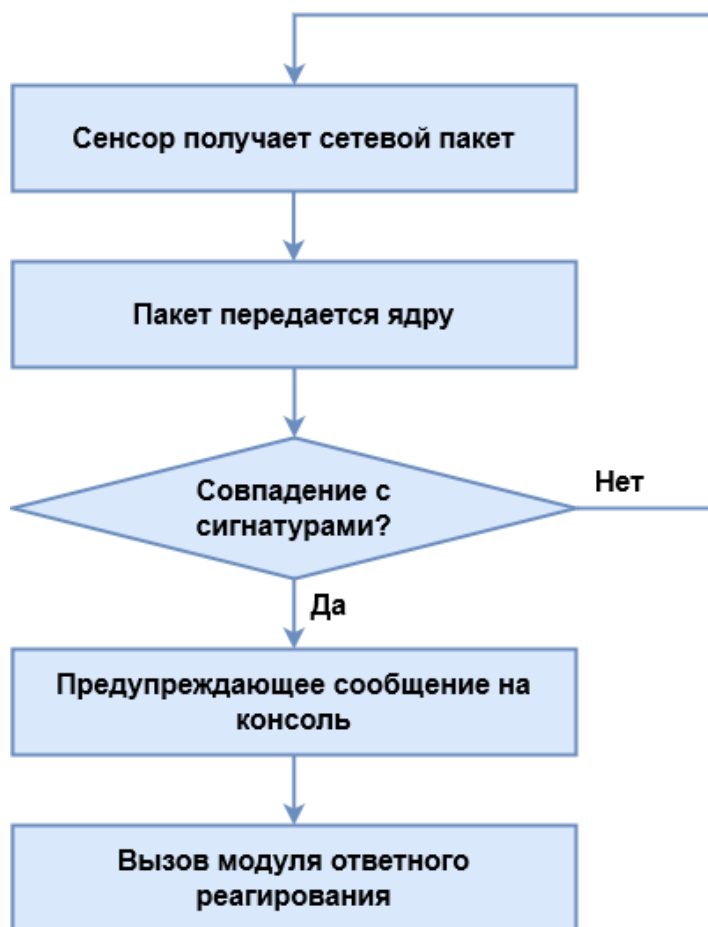 Сенсор получает сетевой пакет
Пакет передается ядру
Совпадение с
сигнатурами?
Нет
Да
Предупреждающее сообщение на
консоль
Вызов модуля ответного
реагирования